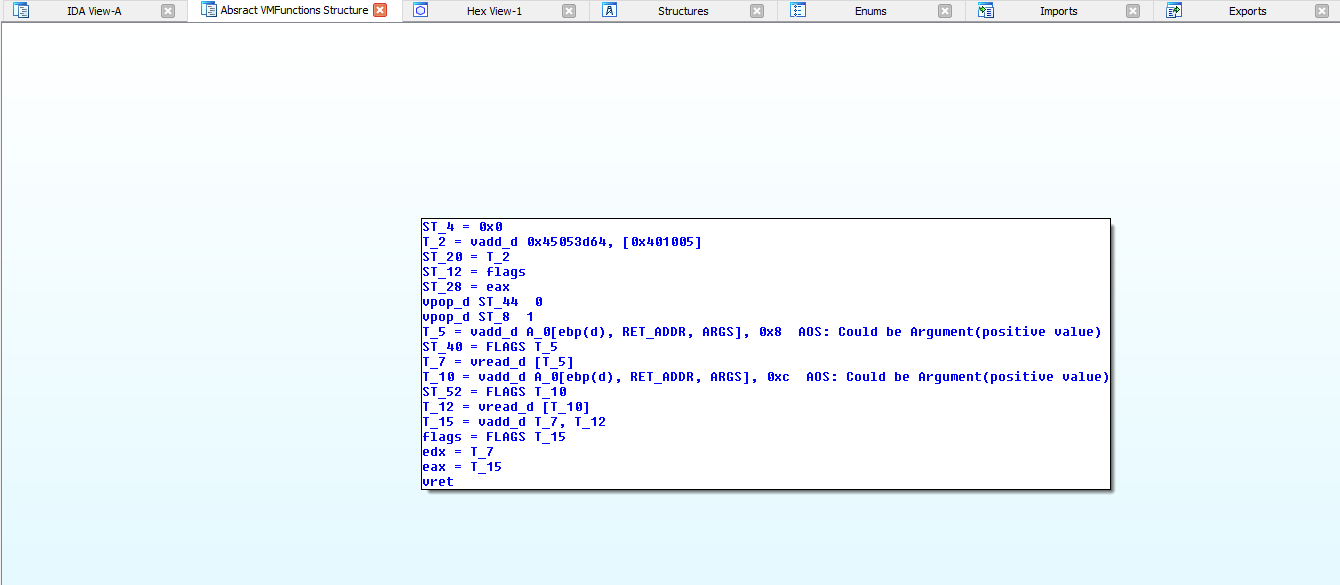 IDA View-A
Absract VMFunctions Structure
Hex View-1
Structures
Enums
Imports
Exports
ST_4 = 0x0
T_2 = vadd_d 0x45053d64, [0x401005]
ST_20 = T_2
ST_12 = flags
ST_28 = eax
vpop_d ST_44  0
vpop_d ST_8  1
T_5 = vadd_d A_0[ebp(d), RET_ADDR, ARGS], 0x8  AOS: Could be Argument(positive value)
ST_40 = FLAGS T_5
T_7 = vread_d [T_5]
T_10 = vadd_d A_0[ebp(d), RET_ADDR, ARGS], 0xc  AOS: Could be Argument(positive value)
ST_52 = FLAGS T_10
T_12 = vread_d [T_10]
T_15 = vadd_d T_7, T_12
flags = FLAGS T_15
edx = T_7
eax = T_15
vret